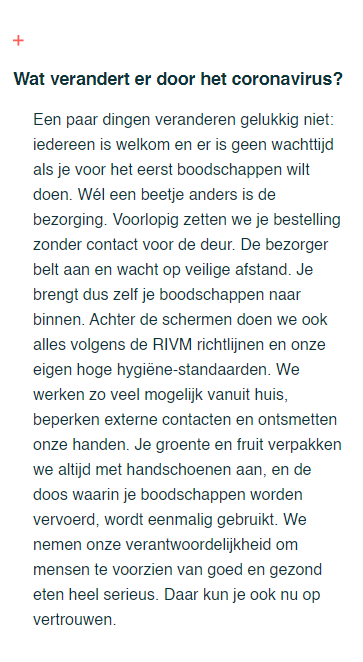 +
Wat verandert er door het coronavirus?
Een paar dingen veranderen gelukkig niet:
iedereen is welkom en er is geen wachttijd
als je voor het eerst boodschappen wilt
doen. Wél een beetje anders is de
bezorging. Voorlopig zetten we je bestelling
zonder contact voor de deur. De bezorger
belt aan en wacht op veilige afstand. Je
brengt dus zelf je boodschappen naar
binnen. Achter de schermen doen we ook
alles volgens de RIVM richtlijnen en onze
eigen hoge hygiëne-standaarden. We
werken zo veel mogelijk vanuit huis,
beperken externe contacten en ontsmetten
onze handen. Je groente en fruit verpakken
we altijd met handschoenen aan, en de
doos waarin je boodschappen worden
vervoerd, wordt eenmalig gebruikt. We
nemen onze verantwoordelijkheid om
mensen te voorzien van goed en gezond
eten heel serieus. Daar kun je ook nu op
vertrouwen.